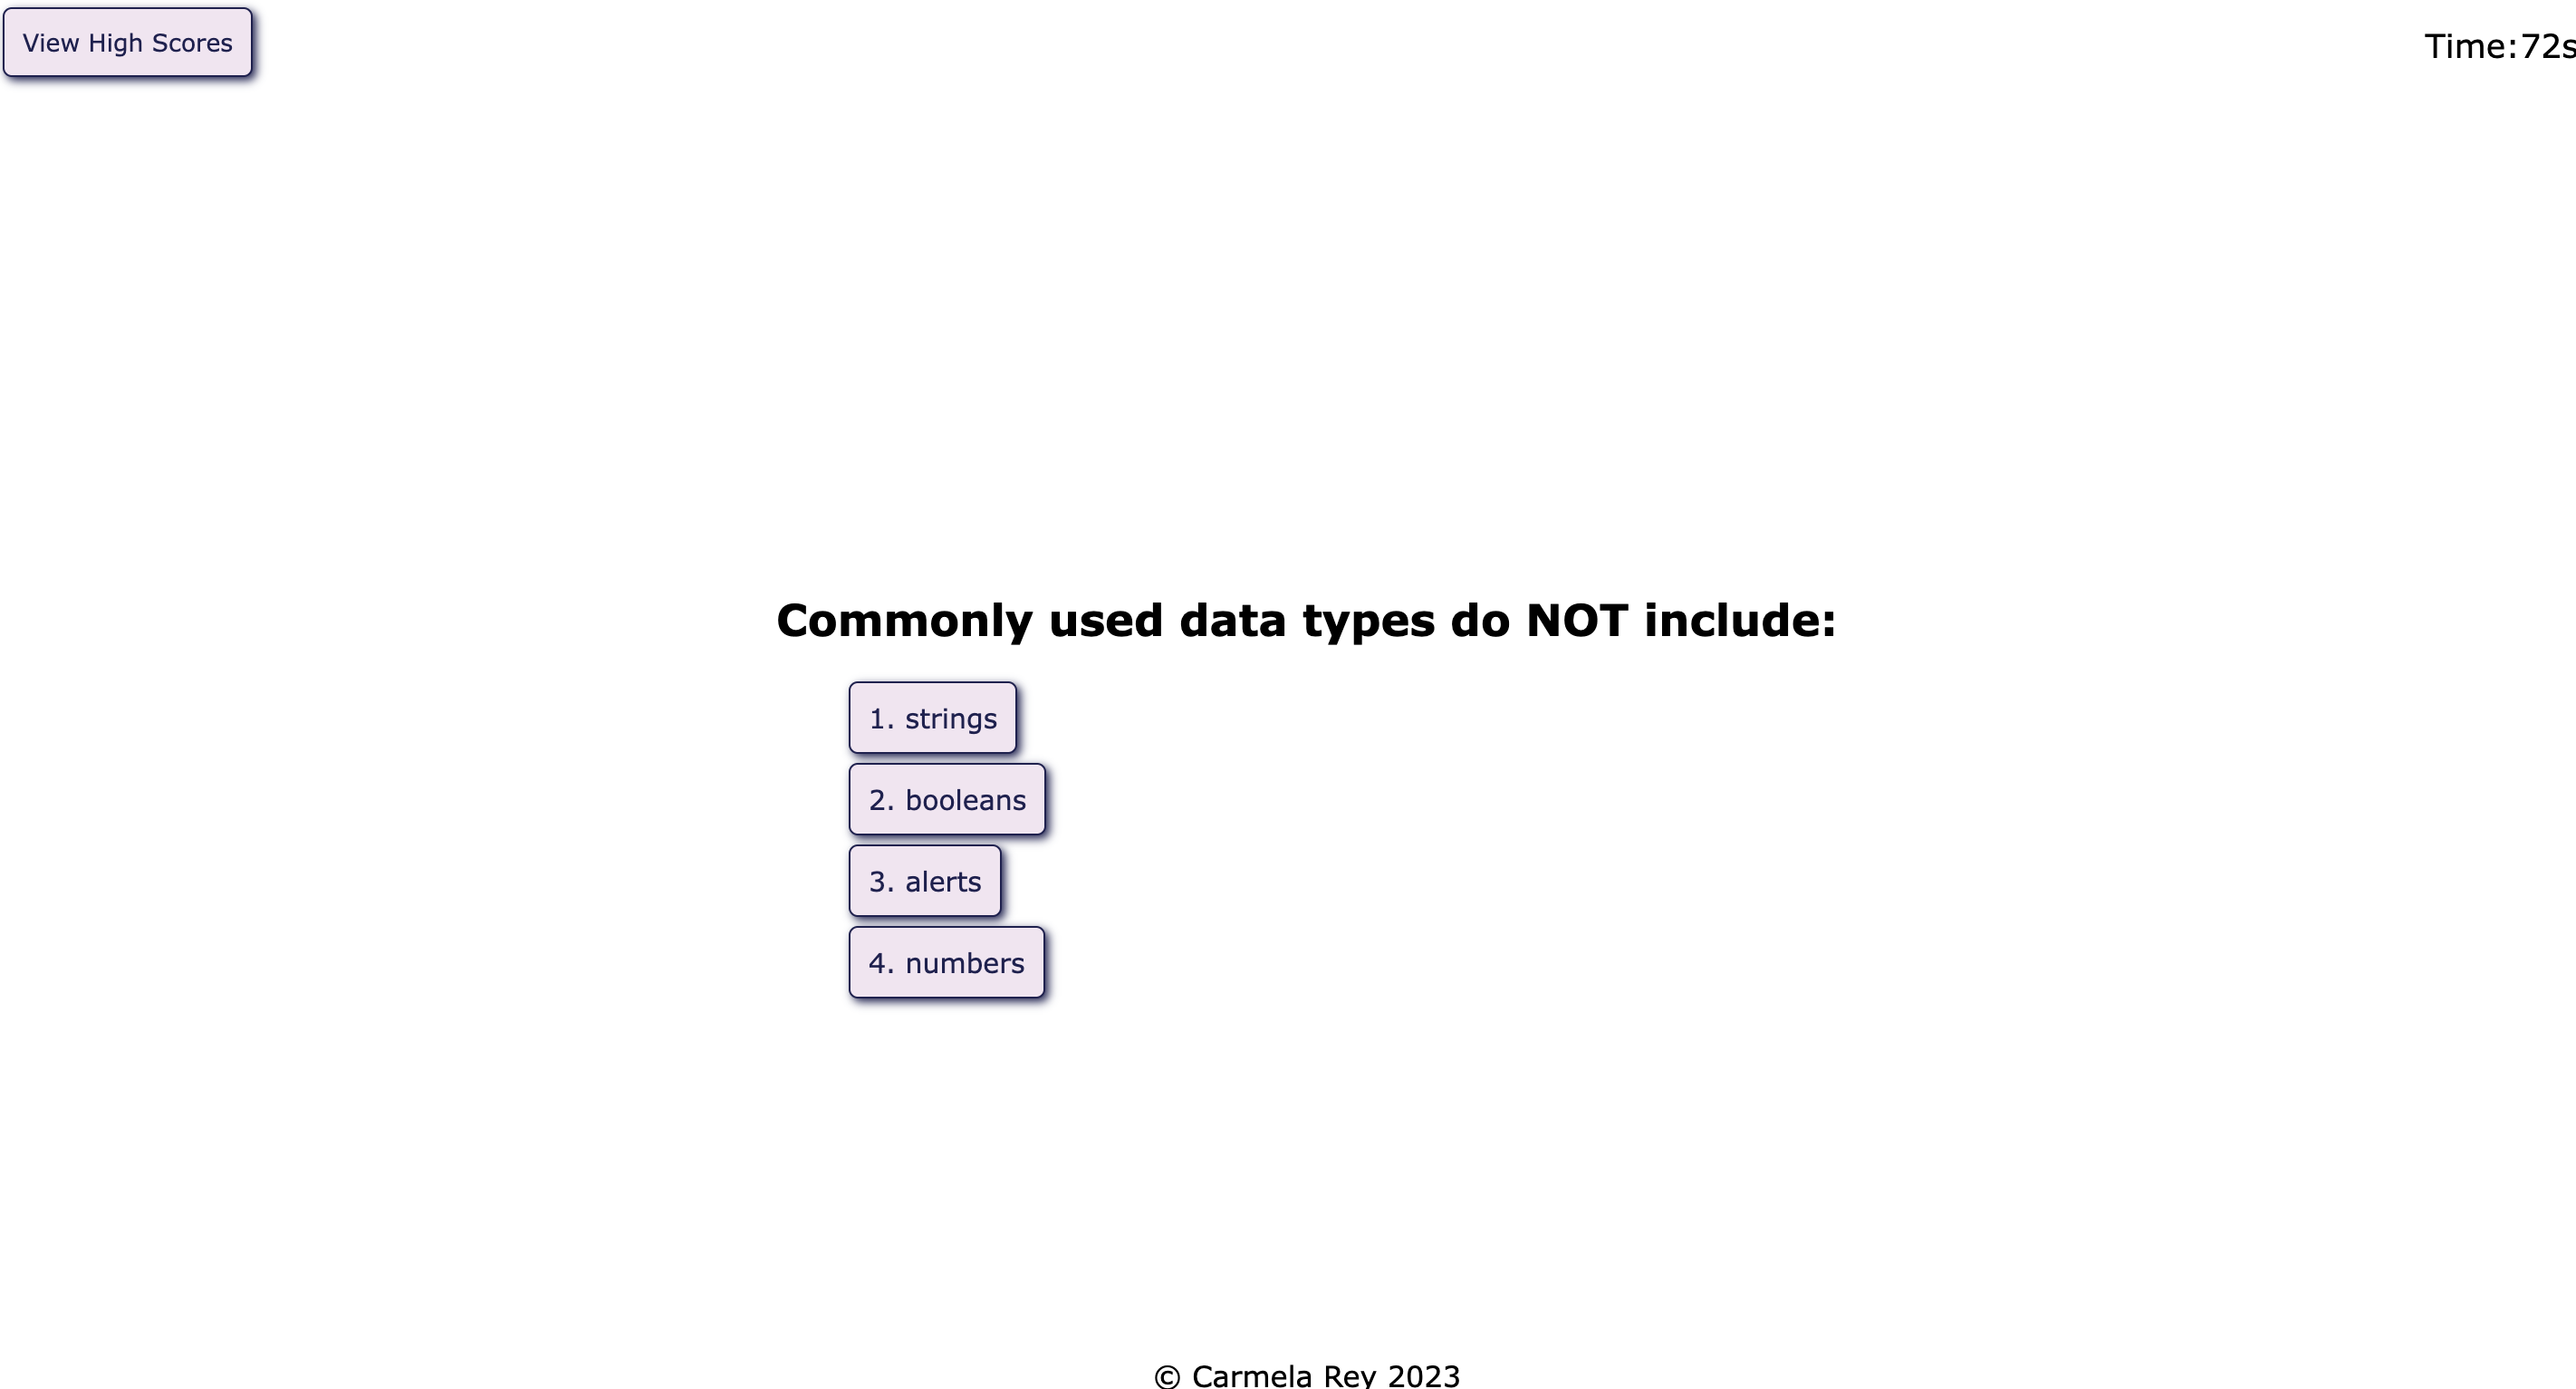 View High Scores
Time:72s
Commonly used data types do NOT include:
1. strings
2. booleans
3. alerts
4. numbers
© Carmela Rey 2023